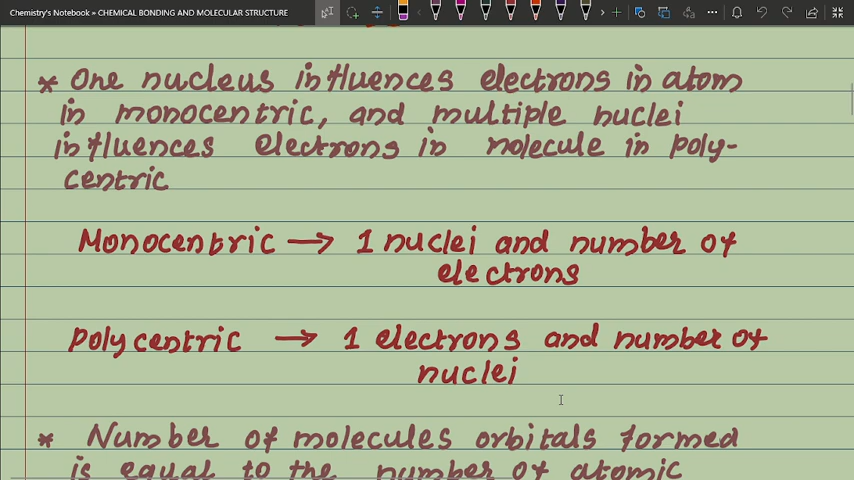 Chemistry's Notebook » CHEMICAL BONDING AND MOLECULAR STRUCTURE
* One nucleus influences electrons in atom
in monocentric, and multiple nuclei
influences electrons in molecule in poly-
centric
Monocentric → 1 nuclei and number of
electrons
Polycentric → 1 electrons and number of
nuclei
* Number of molecules orbitals formed
is equal to the number of atomic